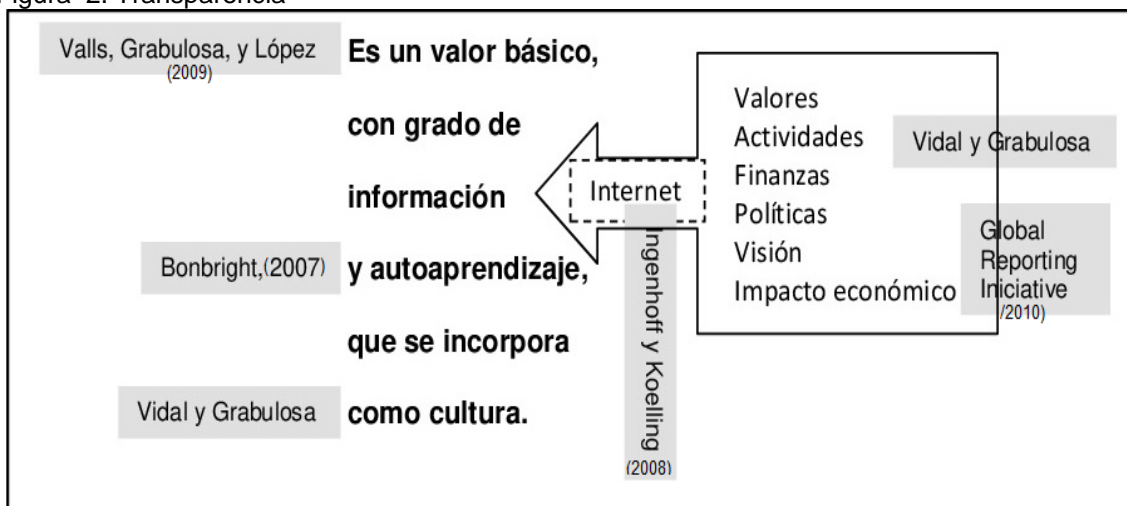 Figura 2. Transparencia
Valls, Grabulosa, y López
(2009)
Es un valor básico,
con grado de
información
Bonbright,(2007)
y autoaprendizaje,
que se incorpora
Vidal y Grabulosa
como cultura.
Internet
Ingenhoff y Koelling
(2008)
Valores
Actividades
Finanzas
Políticas
Visión
Impacto económico
Vidal y Grabulosa
Global
Reporting
Iniciative
/2010)